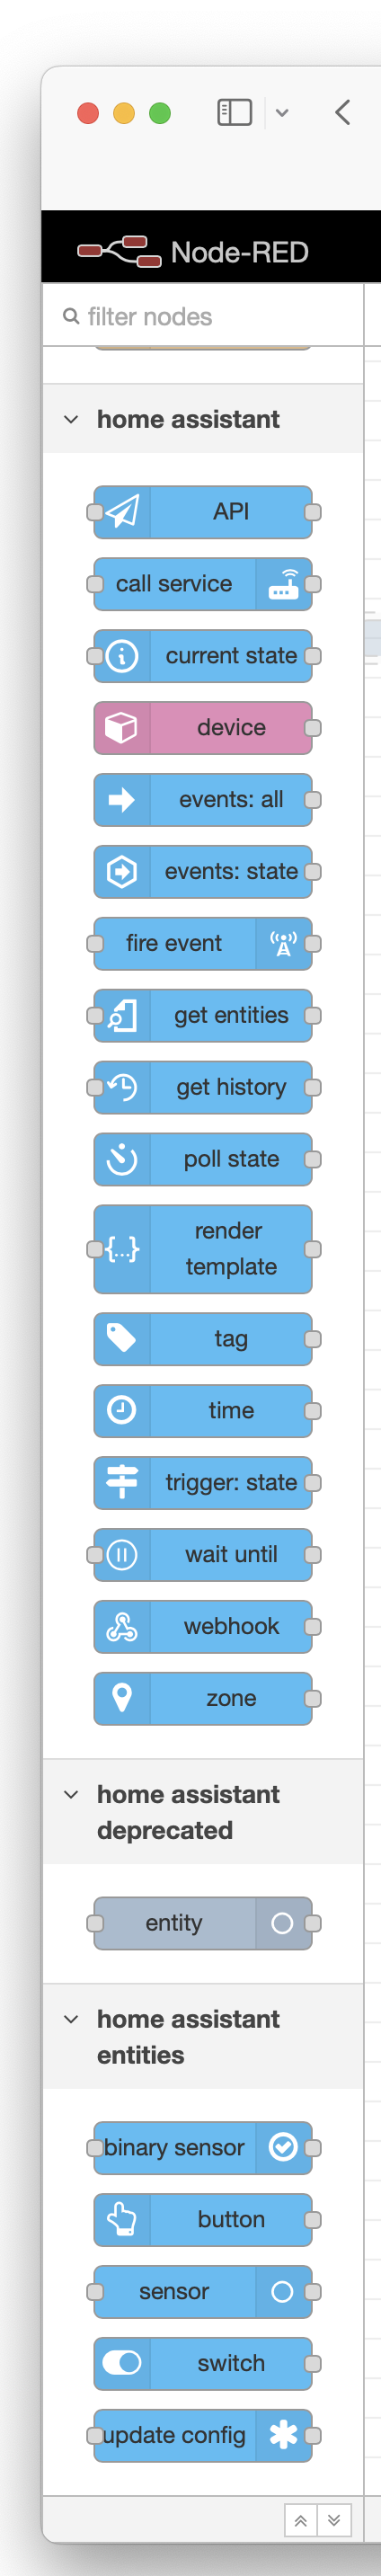 Node-RED
filter nodes
home assistant
API
call service
current state
device
events: all
events: state
fire event
get entities
get history
poll state
render
template
tag
time
trigger: state
wait until
webhook
zone
home assistant
deprecated
entity
home assistant
entities
binary sensor
button
sensor
switch
update config